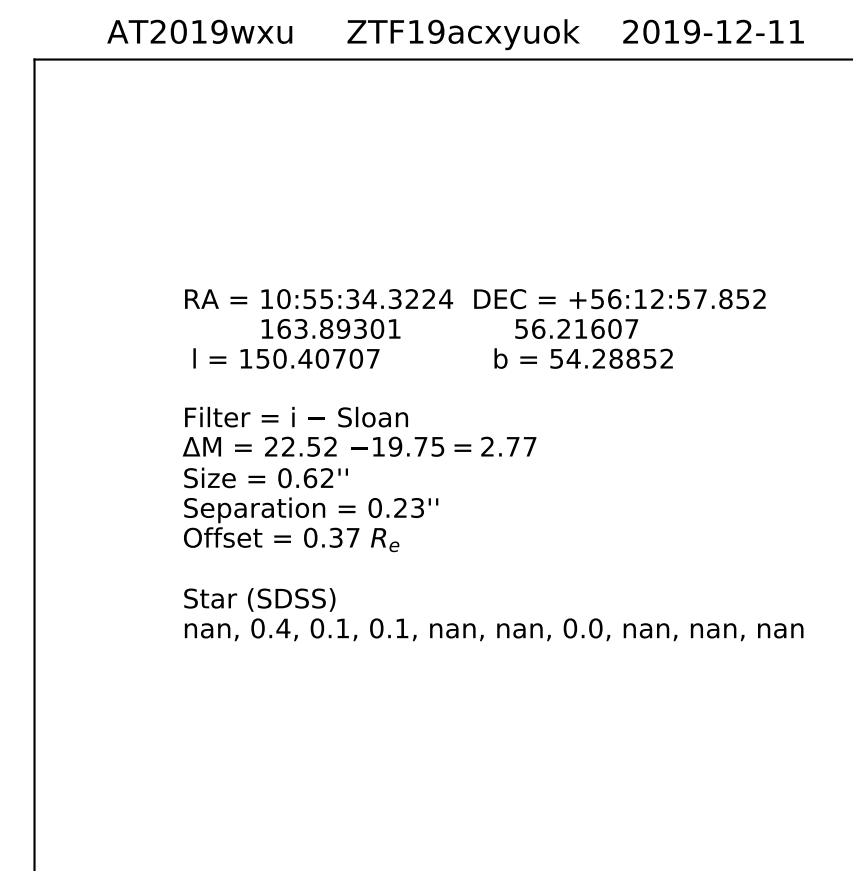 AT2019wxu ZTF19acxyuok 2019-12-11
RA = 10:55:34.3224 DEC = +56:12:57.852
163.89301 56.21607
l = 150.40707 b = 54.28852
Filter = i − Sloan
ΔM = 22.52 −19.75 = 2.77
Size = 0.62''
Separation = 0.23''
Offset = 0.37 Re
Star (SDSS)
nan, 0.4, 0.1, 0.1, nan, nan, 0.0, nan, nan, nan